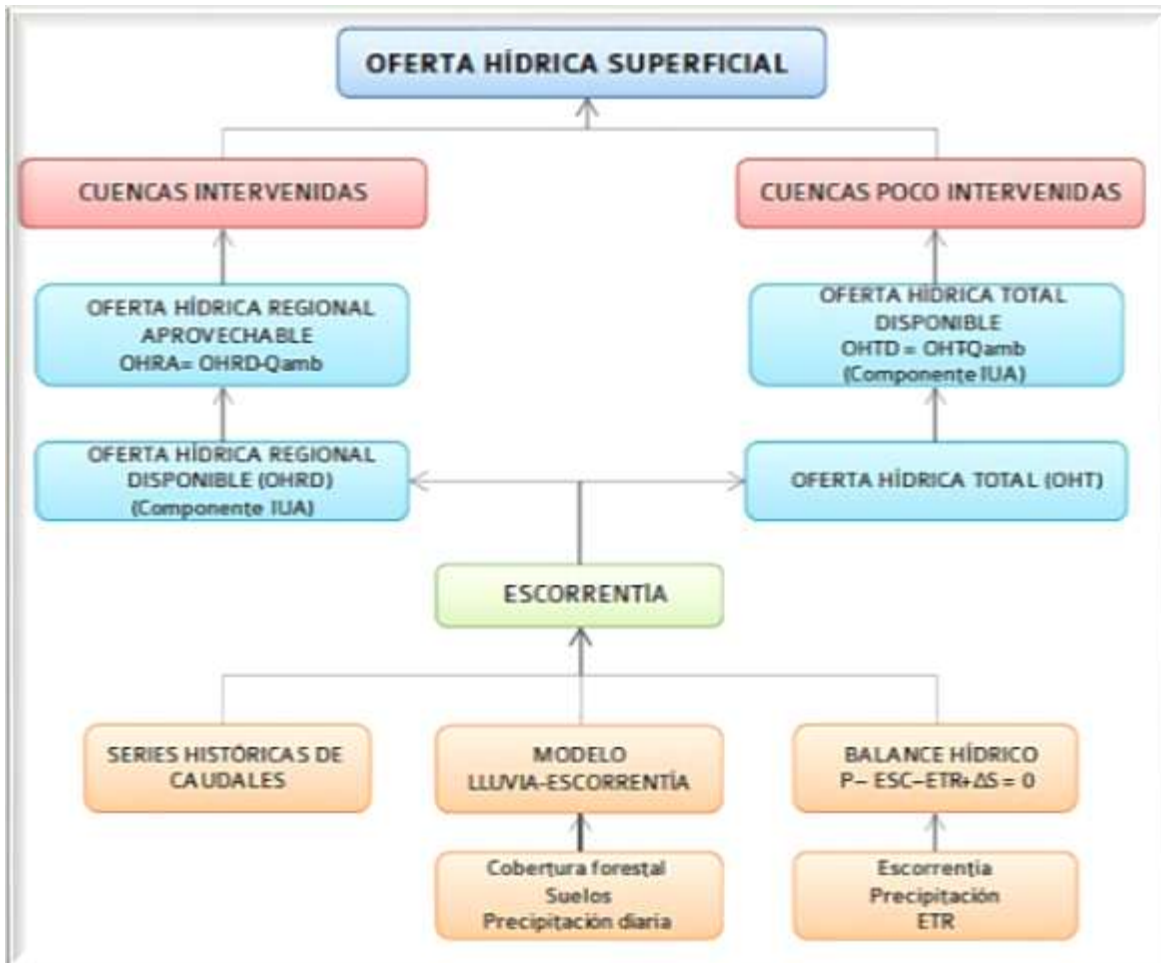 OFERTA HÍDRICA SUPERFICIAL
CUENCAS INTERVENIDAS
CUENCAS POCO INTERVENIDAS
OFERTA HÍDRICA REGIONAL
APROVECHABLE
OHRA= OHRD-Qamb
OFERTA HÍDRICA TOTAL
DISPONIBLE
OHTD = OHT-Qamb
(Componente IUA)
OFERTA HÍDRICA REGIONAL
DISPONIBLE (OHRD)
(Componente IUA)
OFERTA HÍDRICA TOTAL (OHT)
ESCORRENTÍA
SERIES HISTÓRICAS DE
CAUDALES
MODELO
LLUVIA-ESCORRENTÍA
BALANCE HÍDRICO
P– ESC–ETR+ΔS = 0
Cobertura forestal
Suelos
Precipitación diaria
Escorrentia
Precipitación
ETR